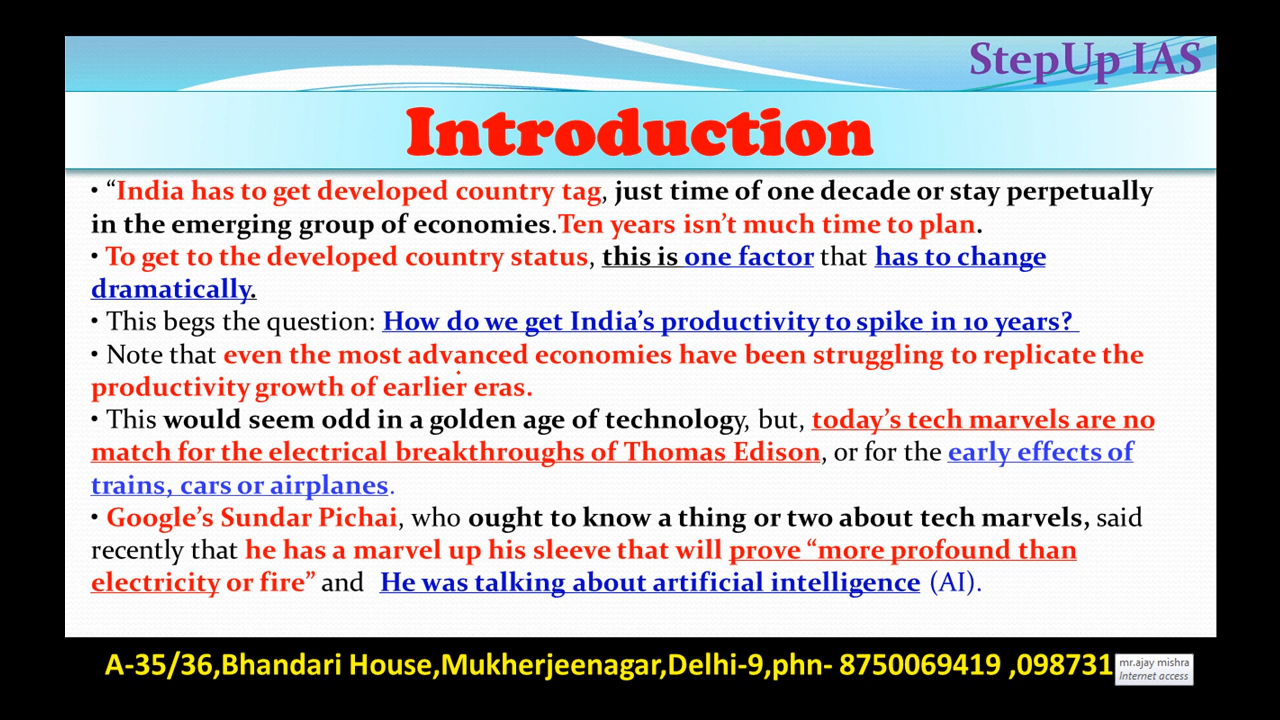 StepUp IAS
Introduction
• “India has to get developed country tag, just time of one decade or stay perpetually
in the emerging group of economies.Ten years isn’t much time to plan.
• To get to the developed country status, this is one factor that has to change
dramatically.
• This begs the question: How do we get India’s productivity to spike in 10 years?
• Note that even the most advanced economies have been struggling to replicate the
productivity growth of earlier eras.
• This would seem odd in a golden age of technology, but, today’s tech marvels are no
match for the electrical breakthroughs of Thomas Edison, or for the early effects of
trains, cars or airplanes.
• Google’s Sundar Pichai, who ought to know a thing or two about tech marvels, said
recently that he has a marvel up his sleeve that will prove “more profound than
electricity or fire” and He was talking about artificial intelligence (AI).
A-35/36,Bhandari House,Mukherjeenagar,Delhi-9,phn- 8750069419 ,098731
mr.ajay mishra
Internet access